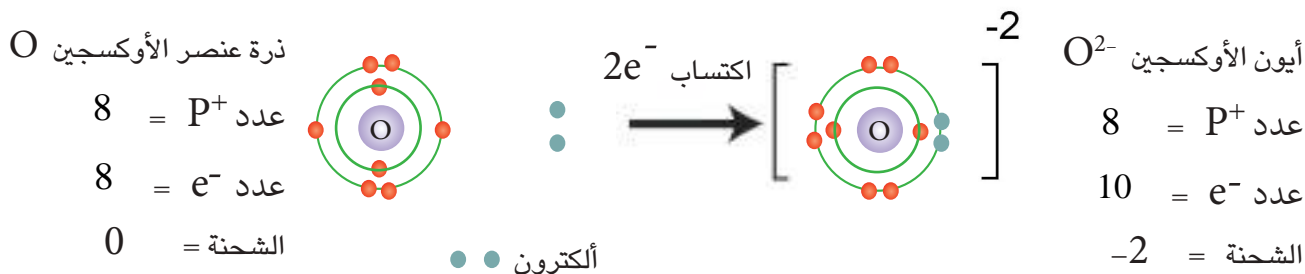 ذرة عنصر الأوكسجين O
عدد P⁺ = 8
عدد e⁻ = 8
الشحنة = 0
O
ألكترون
اكتساب 2e⁻
O
-2
أيون الأوكسجين O²⁻
عدد P⁺ = 8
عدد e⁻ = 10
الشحنة = -2